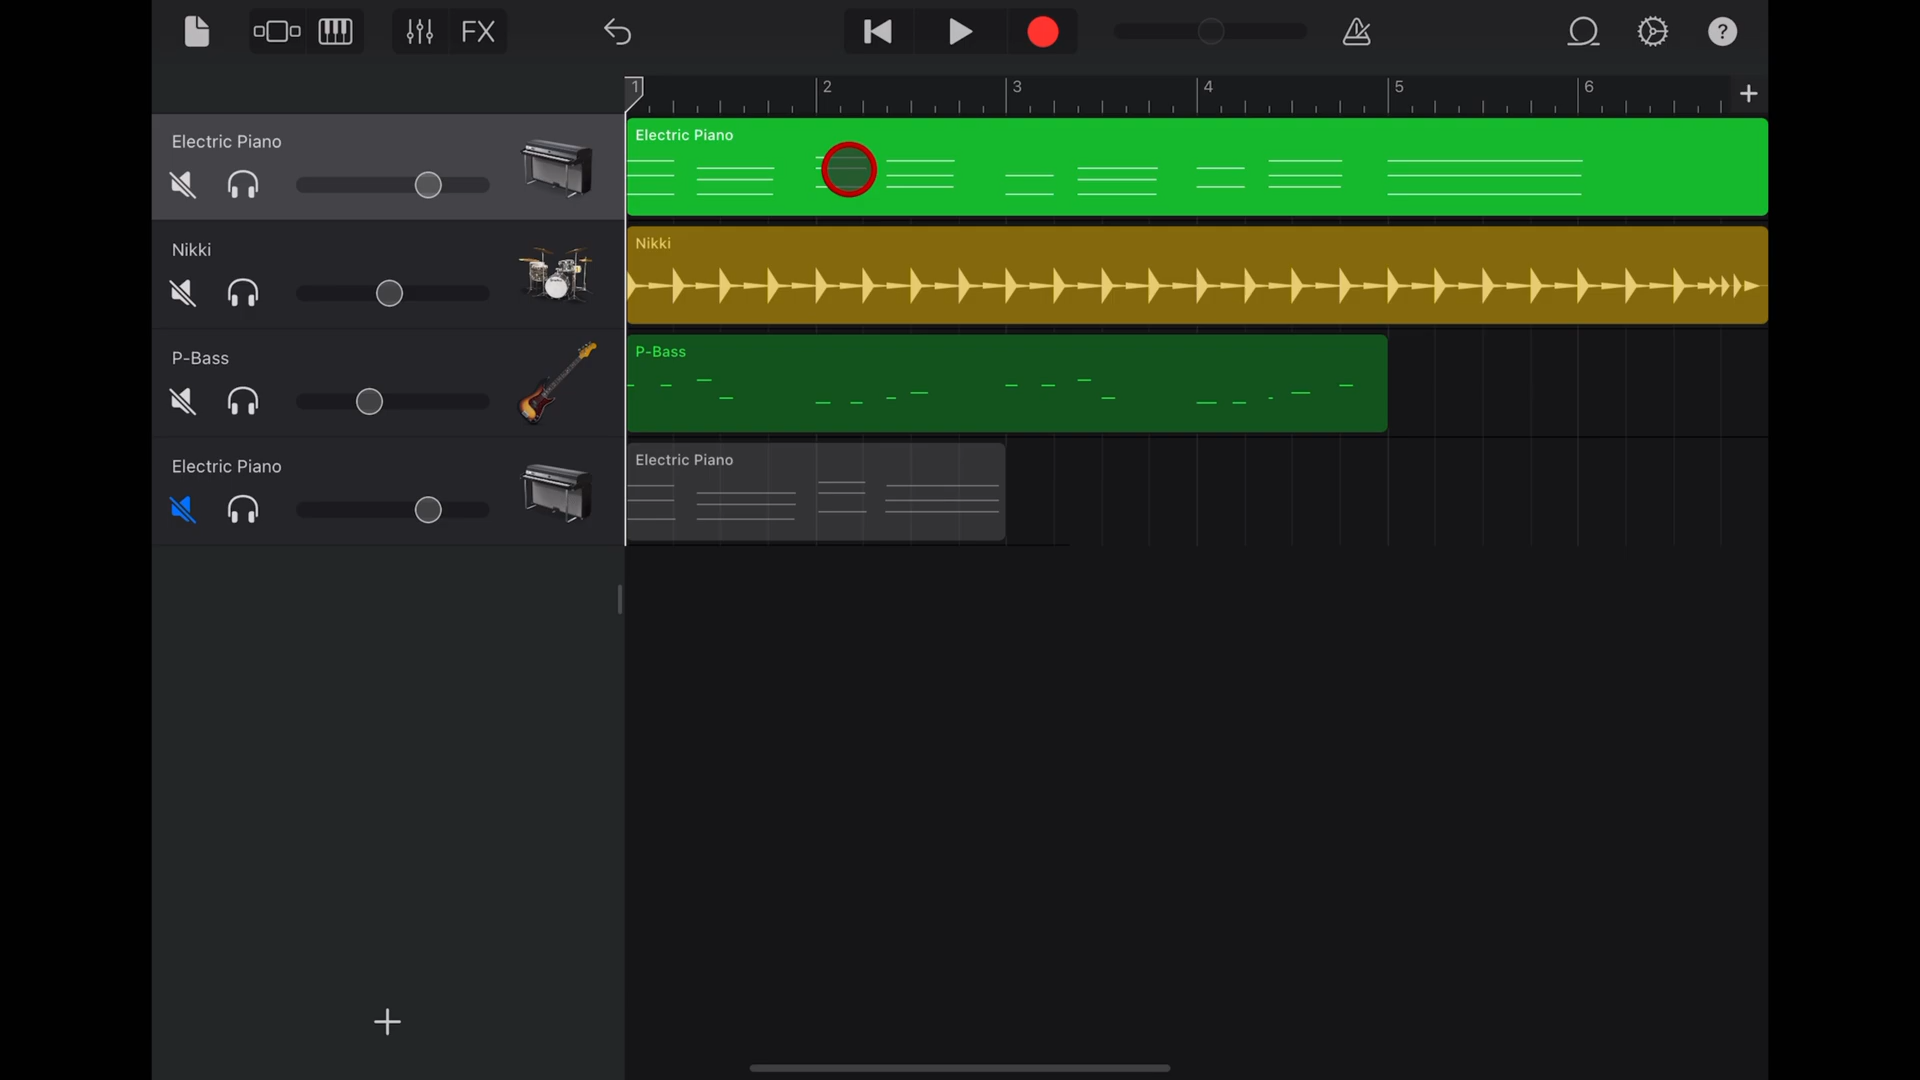 FX
?
1 2 3 4 5 6
Electric Piano
Electric Piano
Nikki
Nikki
P-Bass
P-Bass
Electric Piano
Electric Piano